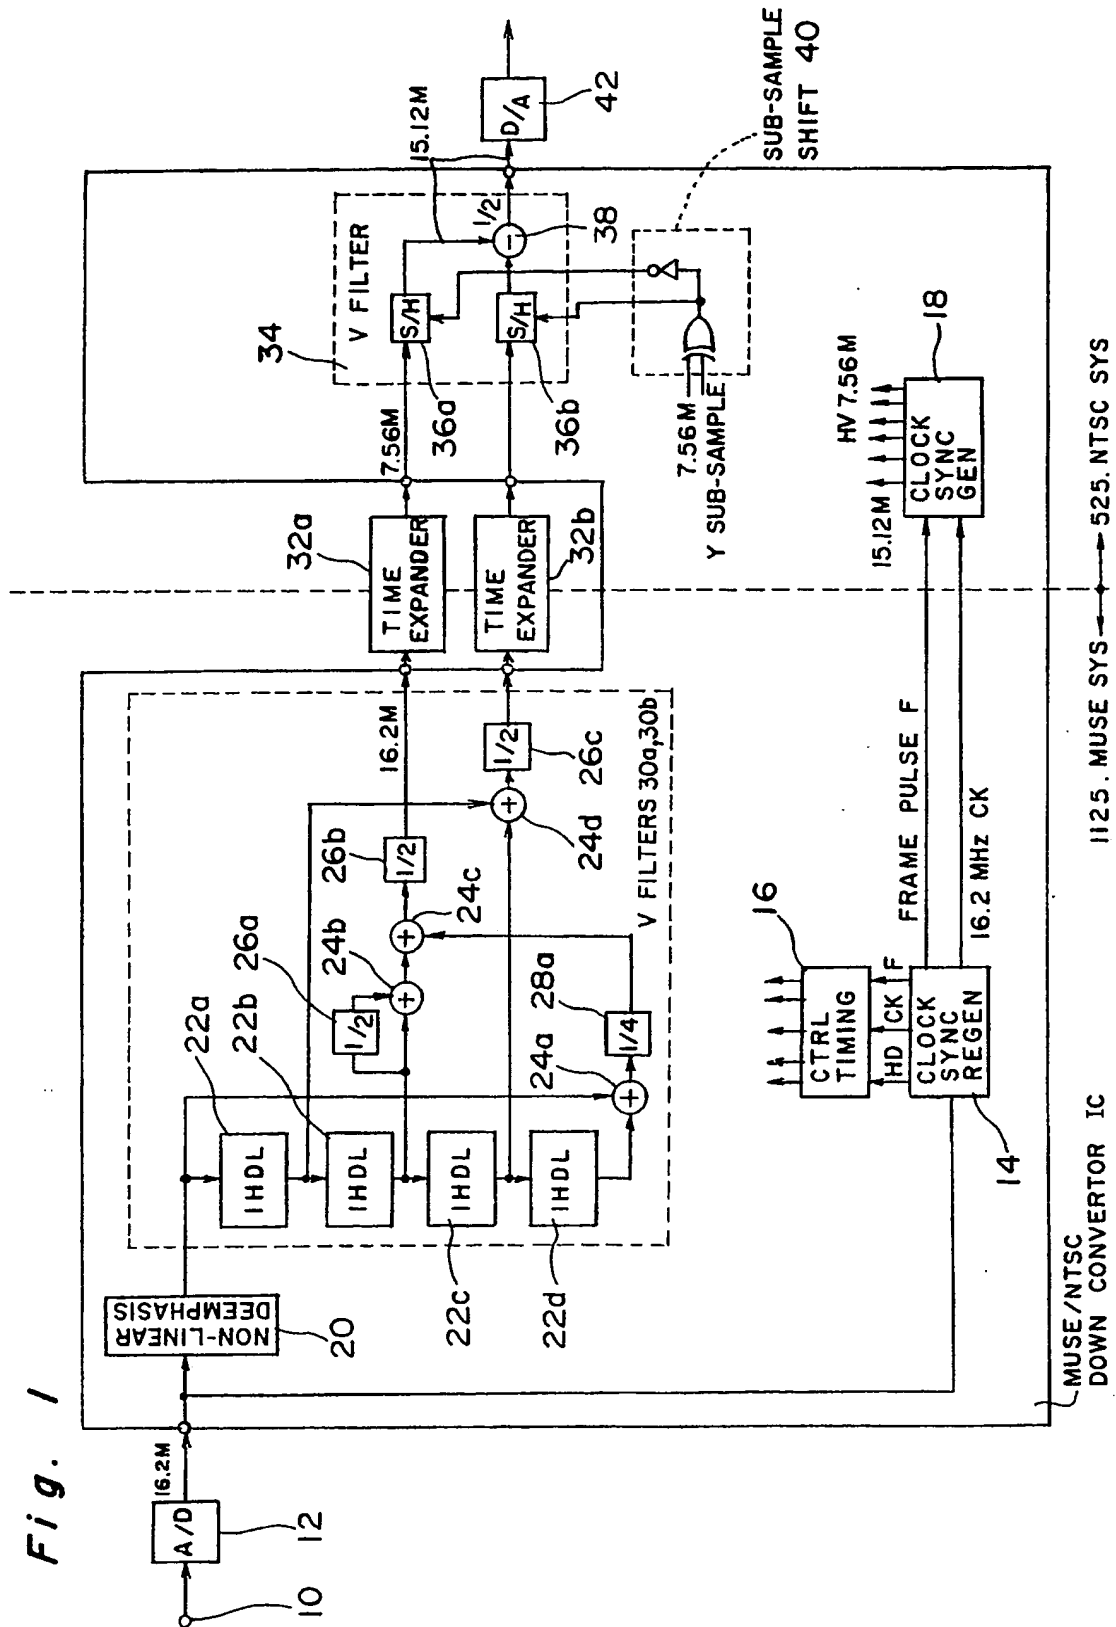 Fig. 1
10
A/D
12
16.2M
NON-LINEAR
DEEMPHASIS
20
1HDL
22a
1HDL
22b
1HDL
22c
1HDL
22d
1/2
26a
+
24b
+
24c
1/2
26b
+
24a
1/4
28a
+
24d
1/2
26c
V FILTERS 30a,30b
16.2M
TIME
EXPANDER
32a
TIME
EXPANDER
32b
7.56M
34
V FILTER
S/H
36a
S/H
36b
1/2
−
38
15.12M
D/A
42
7.56M
Y SUB-SAMPLE
SUB-SAMPLE
SHIFT 40
CTRL
TIMING
16
HD
CK
F
CLOCK
SYNC
REGEN
14
FRAME PULSE F
16.2 MHz CK
15.12M
HV 7.56M
CLOCK
SYNC
GEN
18
MUSE/NTSC
DOWN CONVERTOR IC
1125. MUSE SYS
525. NTSC SYS